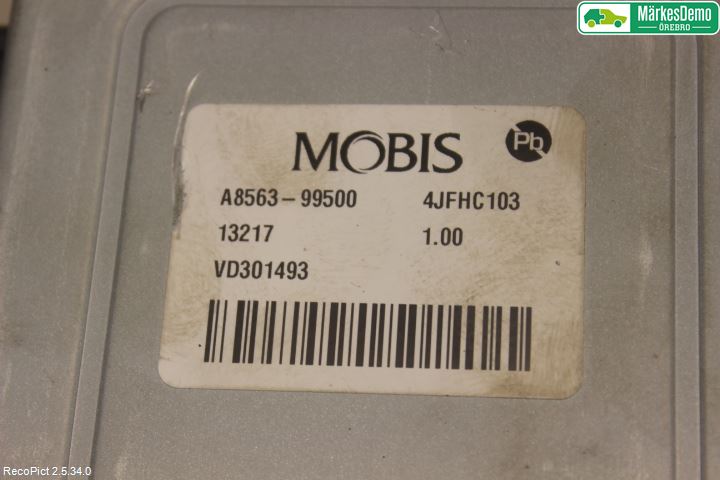 MärkesDemo
ÖREBRO
MOBIS
Pb
A8563-99500 4JFHC103
13217 1.00
VD301493
RecoPict 2.5.34.0